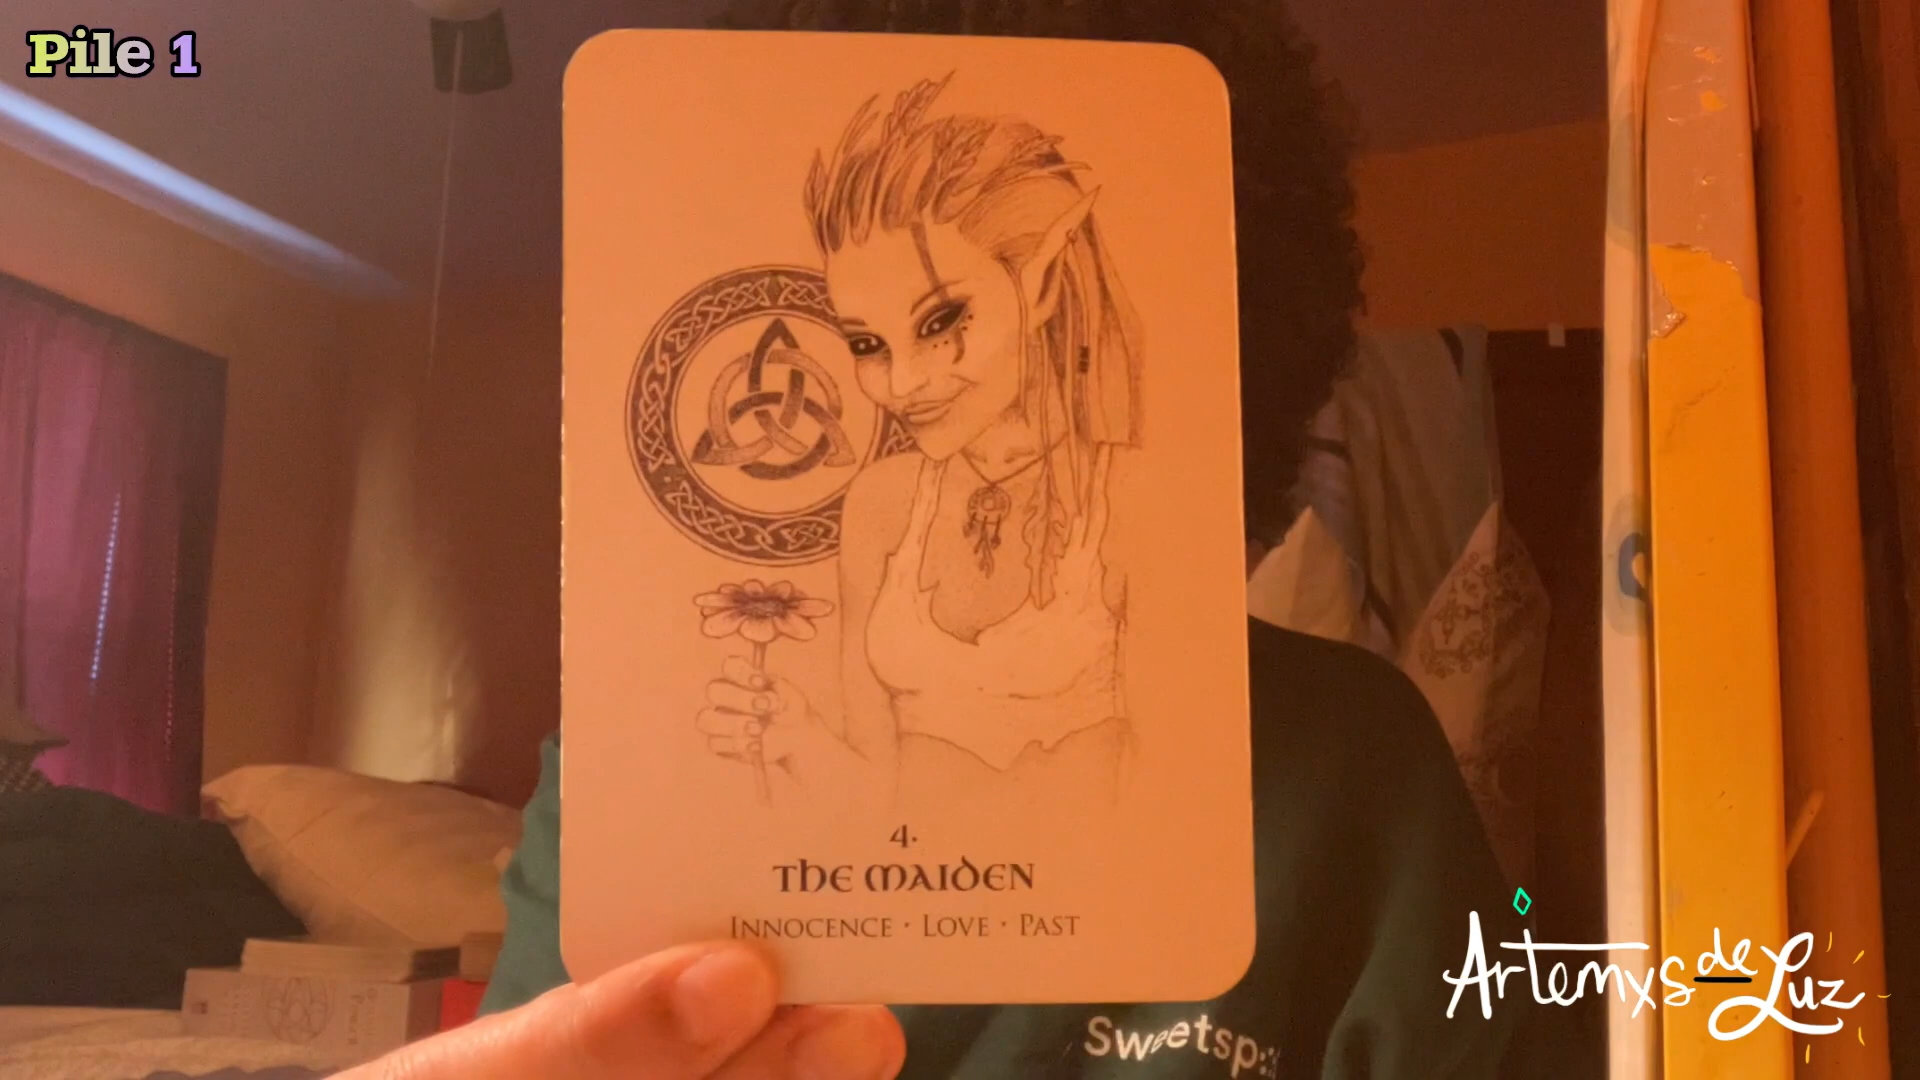 Pile 1
4.
The Maiden
Innocence · Love · Past
Artemxs de Luz